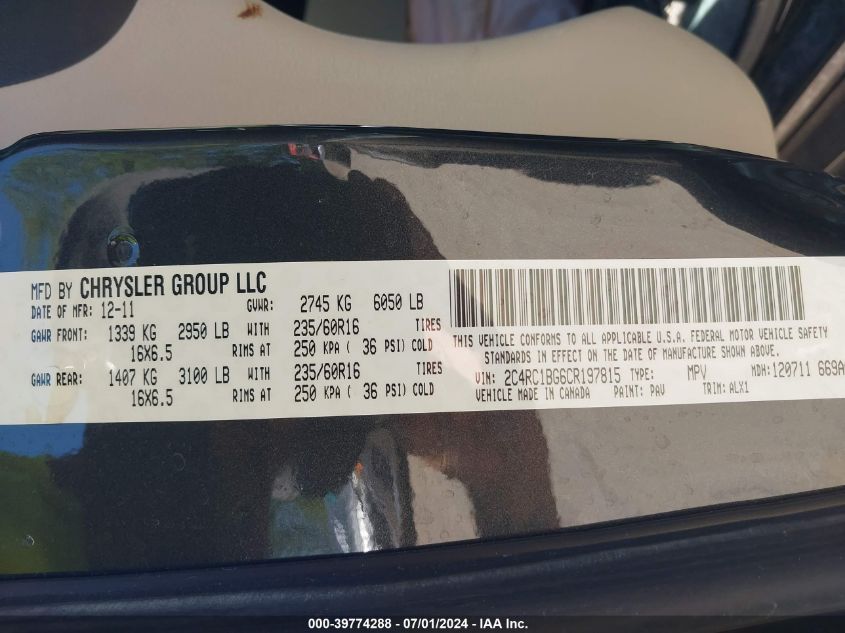 MFD BY CHRYSLER GROUP LLC
DATE OF MFR: 12-11 GVWR: 2745 KG 6050 LB
GAWR FRONT: 1339 KG 2950 LB WITH 235/60R16 TIRES
16X6.5 RIMS AT 250 KPA ( 36 PSI) COLD
GAWR REAR: 1407 KG 3100 LB WITH 235/60R16 TIRES
16X6.5 RIMS AT 250 KPA ( 36 PSI) COLD
THIS VEHICLE CONFORMS TO ALL APPLICABLE U.S.A. FEDERAL MOTOR VEHICLE SAFETY
STANDARDS IN EFFECT ON THE DATE OF MANUFACTURE SHOWN ABOVE.
VIN: 2C4RC1BG6CR197815 TYPE: MPV MDH: 120711 669A
VEHICLE MADE IN CANADA PAINT: PAV TRIM: ALX1
000-39774288 - 07/01/2024 - IAA Inc.